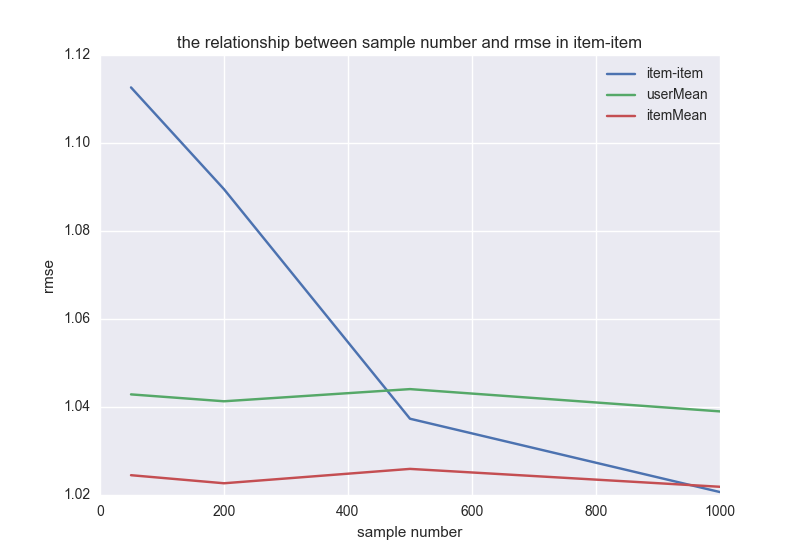 the relationship between sample number and rmse in item-item
1.12
1.10
1.08
1.06
1.04
1.02
rmse
item-item
userMean
itemMean
0
200
400
600
800
1000
sample number